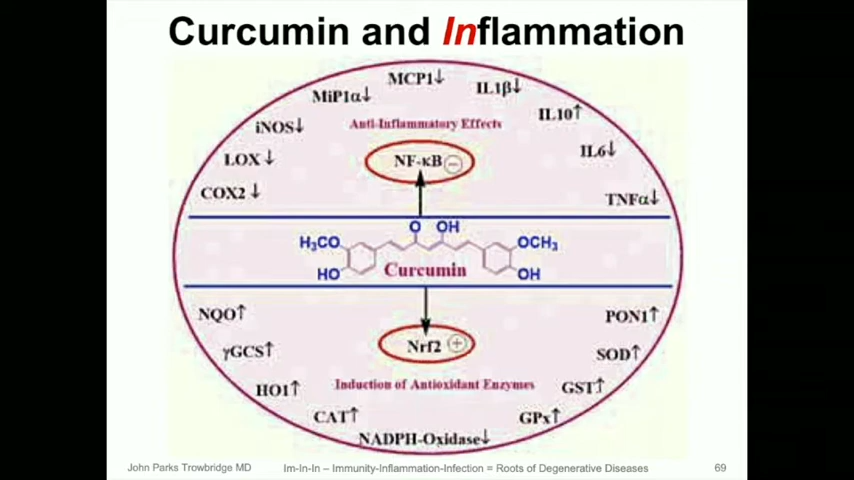 Curcumin and Inflammation
MCP1↓
MiP1α↓
IL1β↓
iNOS↓
Anti-Inflammatory Effects
IL10↑
LOX↓
NF-κB −
IL6↓
COX2↓
TNFα↓
O OH
H₃CO
OCH₃
HO
Curcumin
OH
NQO↑
PON1↑
γGCS↑
Nrf2 +
SOD↑
HO1↑
Induction of Antioxidant Enzymes
GST↑
CAT↑
GPx↑
NADPH-Oxidase↓
John Parks Trowbridge MD
Im-In-In – Immunity-Inflammation-Infection = Roots of Degenerative Diseases
69